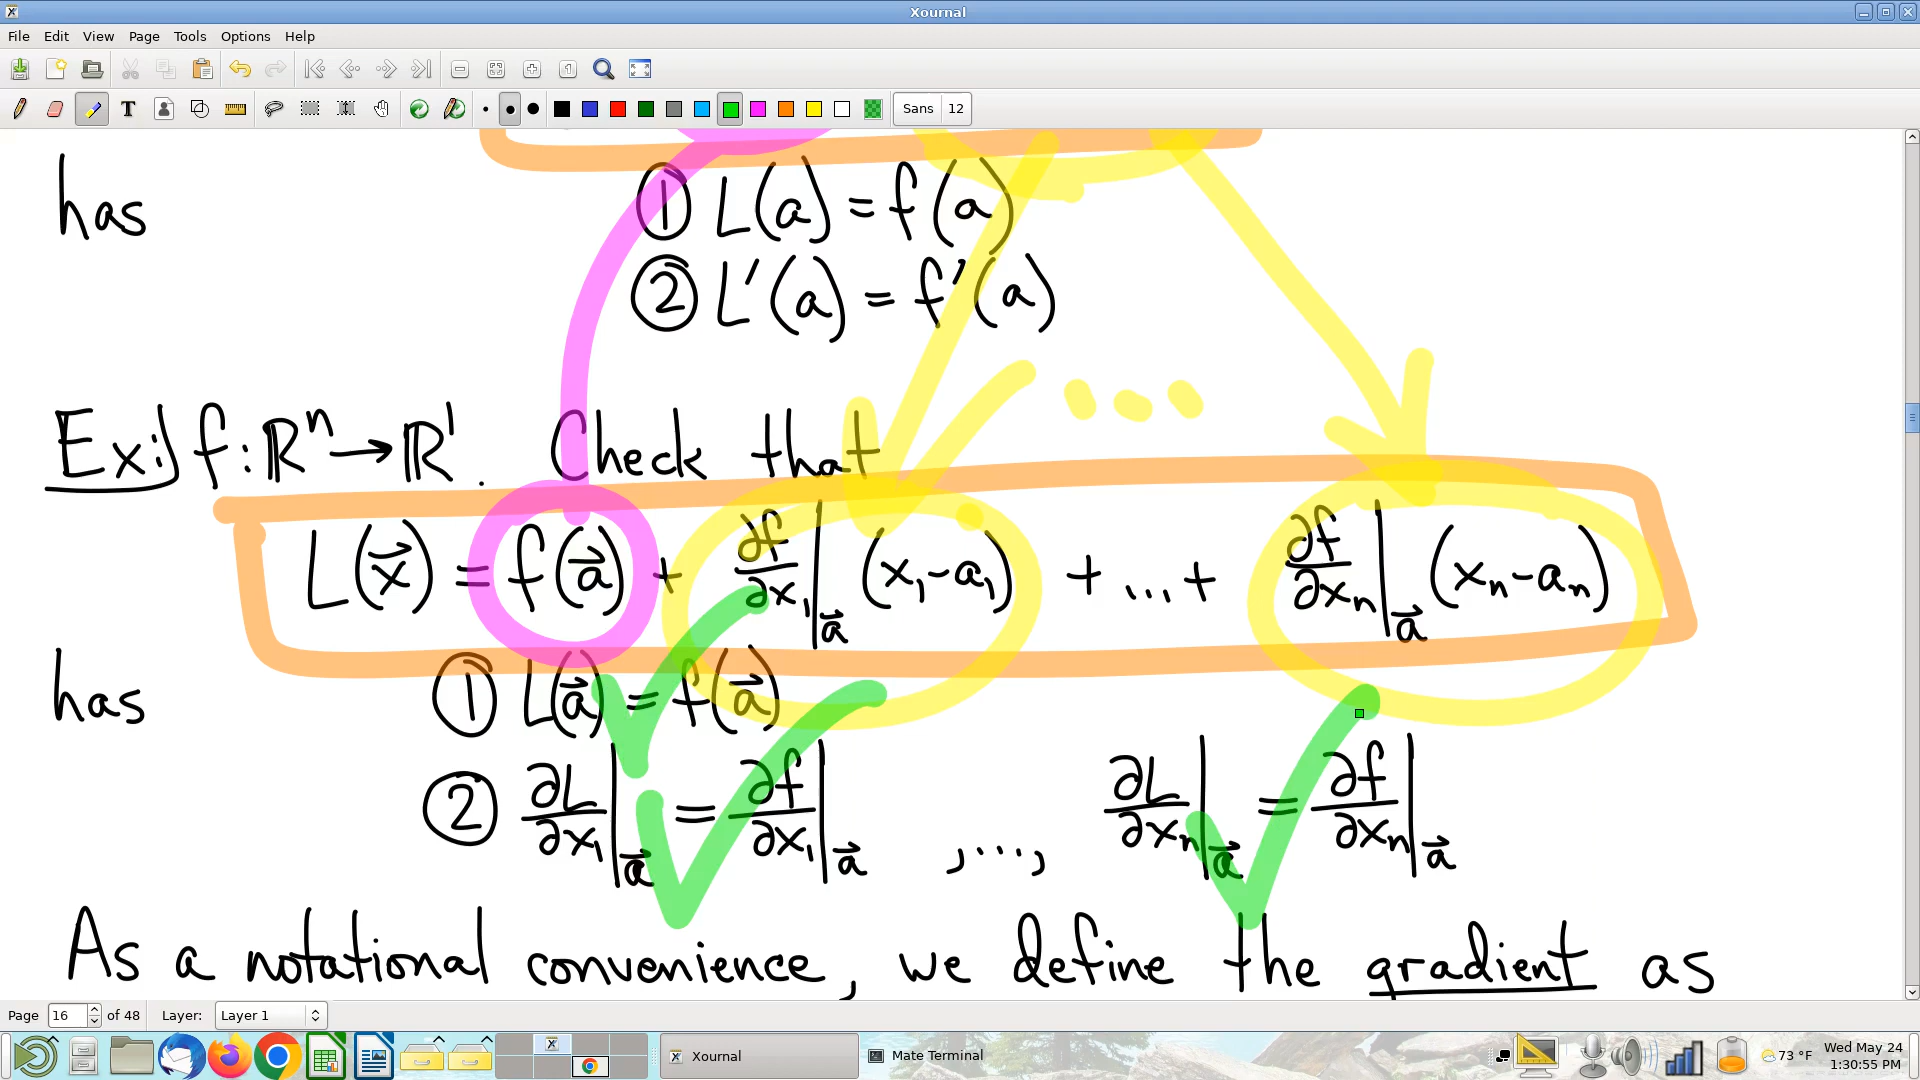 Xournal
File Edit View Page Tools Options Help
Sans 12
has ① L(a) = f(a)
② L'(a) = f'(a)
Ex: f: ℝⁿ → ℝ¹. Check that
L(x⃗) = f(a⃗) + ∂f/∂x₁|a⃗ (x₁-a₁) + ... + ∂f/∂xₙ|a⃗ (xₙ-aₙ)
has ① L(a⃗) = f(a⃗)
② ∂L/∂x₁|a⃗ = ∂f/∂x₁|a⃗ , ..., ∂L/∂xₙ|a⃗ = ∂f/∂xₙ|a⃗
As a notational convenience, we define the gradient as
Page 16 of 48 Layer: Layer 1
Xournal Mate Terminal 73 °F Wed May 24
1:30:55 PM